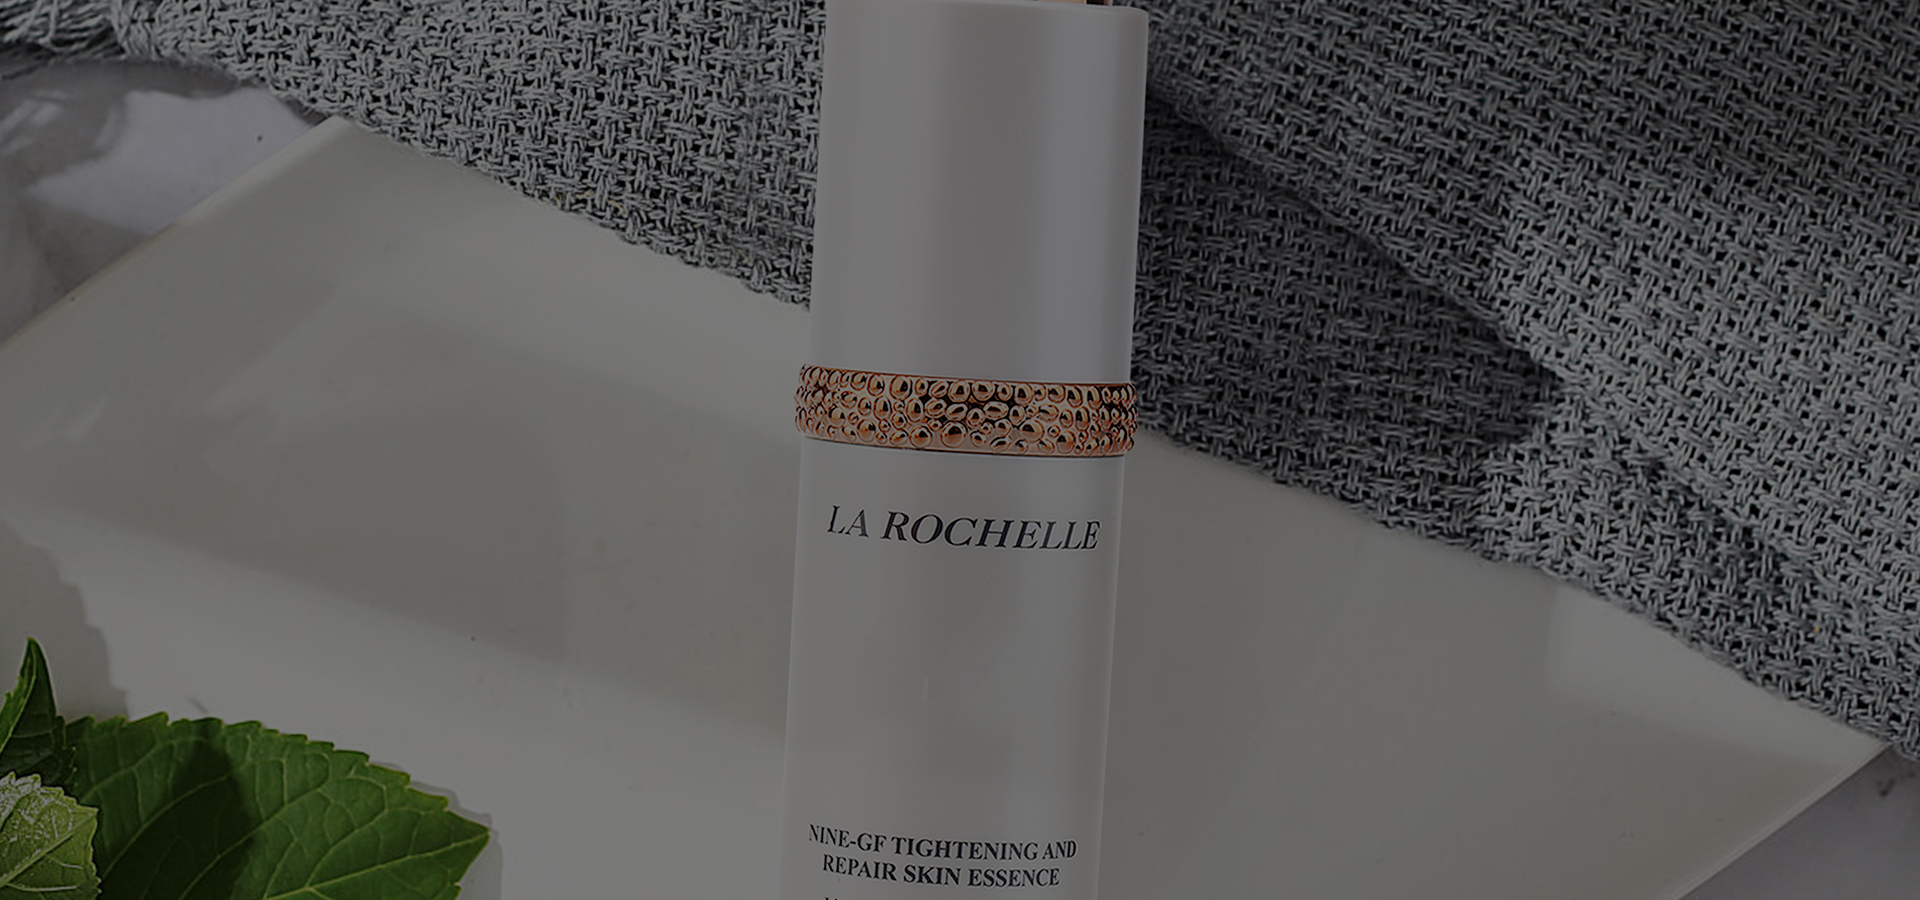 LA ROCHELLE
NINE-GF TIGHTENING AND
REPAIR SKIN ESSENCE